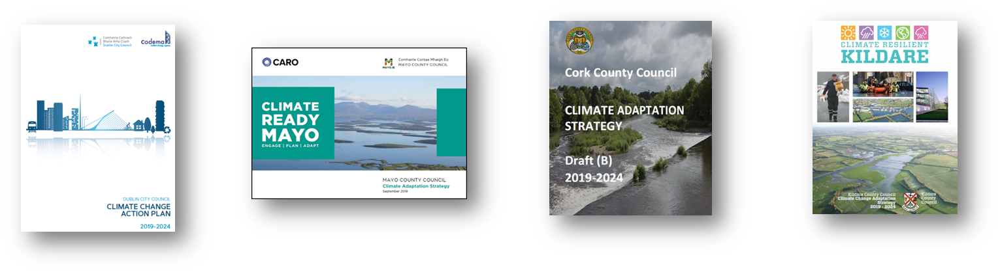 Comhairle Cathrach
Bhaile Átha Cliath
Dublin City Council
codema
DUBLIN CITY COUNCIL
CLIMATE CHANGE
ACTION PLAN
2019-2024
CARO
MAYO.IE
Comhairle Contae Mhaigh Eo
MAYO COUNTY COUNCIL
CLIMATE
READY
MAYO
ENGAGE | PLAN | ADAPT
MAYO COUNTY COUNCIL
Climate Adaptation Strategy
September 2019
Cork County Council
CLIMATE ADAPTATION
STRATEGY
Draft (B)
2019-2024
CLIMATE RESILIENT
KILDARE
Kildare County Council
Climate Change Adaptation
Strategy
2019 - 2024
Kildare
County
Council